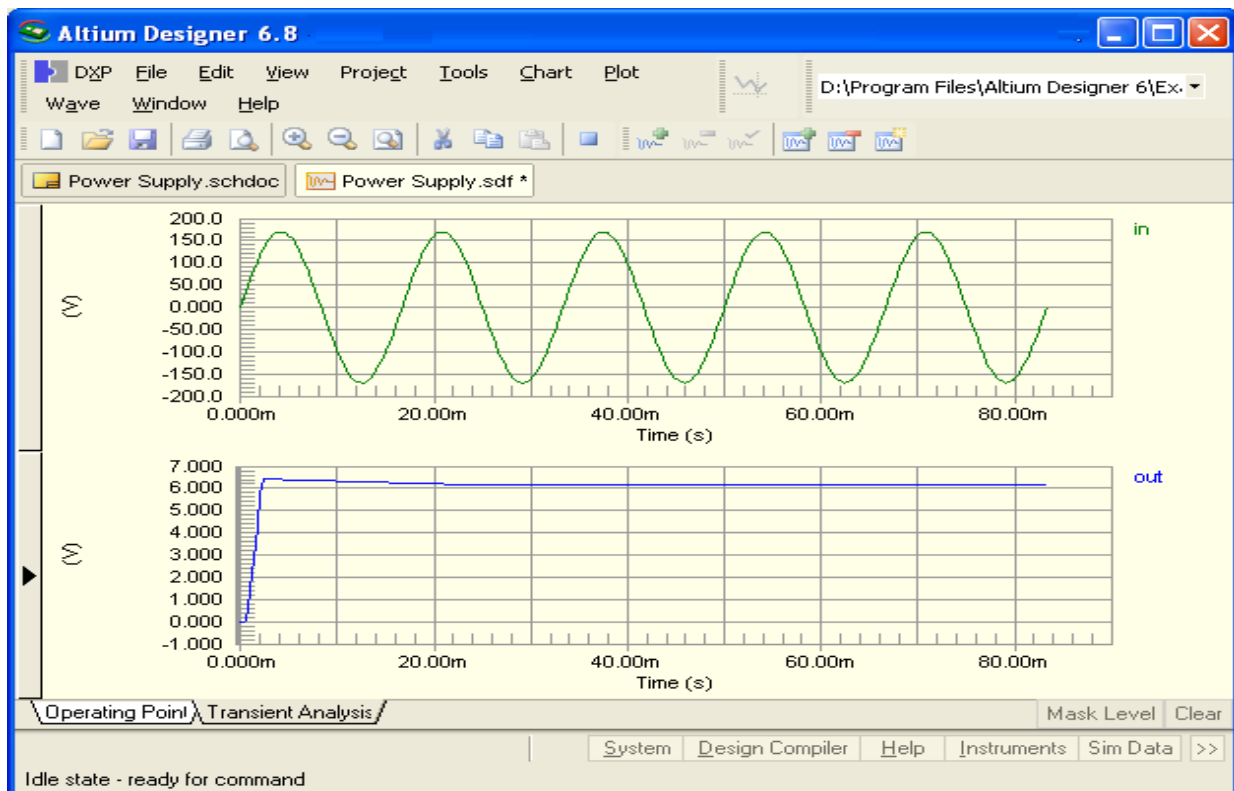 Altium Designer 6.8
DXP File Edit View Project Tools Chart Plot
D:\Program Files\Altium Designer 6\Ex
Wave Window Help
Power Supply.schdoc Power Supply.sdf *
200.0
150.0
100.0
50.00
0.000
-50.00
-100.0
-150.0
-200.0
(V)
in
0.000m 20.00m 40.00m 60.00m 80.00m
Time (s)
7.000
6.000
5.000
4.000
3.000
2.000
1.000
0.000
-1.000
(V)
out
0.000m 20.00m 40.00m 60.00m 80.00m
Time (s)
Operating Point Transient Analysis
Mask Level Clear
System Design Compiler Help Instruments Sim Data >>
Idle state - ready for command